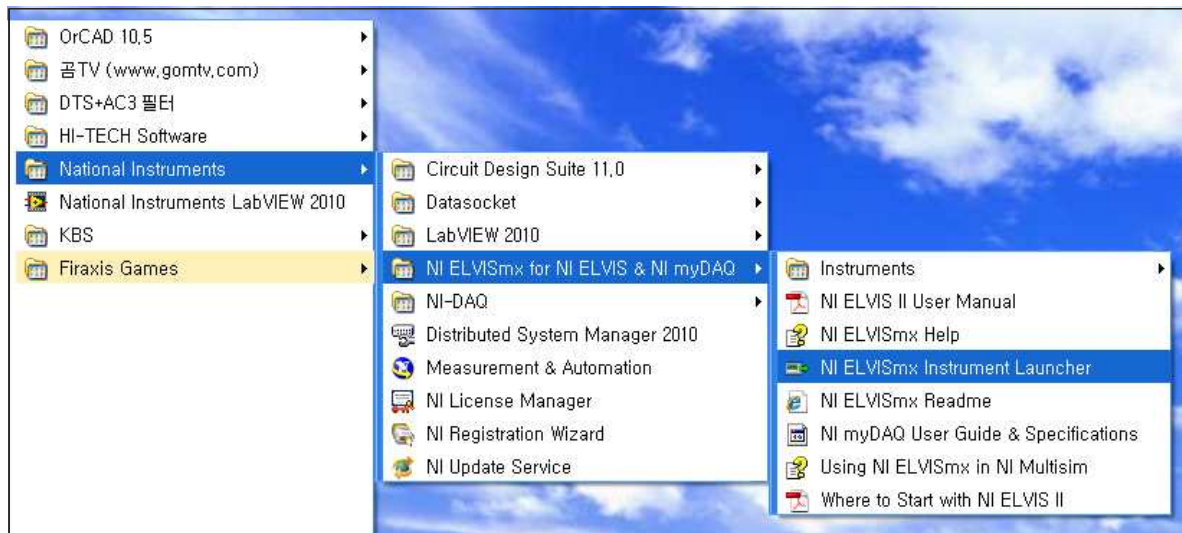 OrCAD 10.5
곰TV (www.gomtv.com)
DTS+AC3 필터
HI-TECH Software
National Instruments
National Instruments LabVIEW 2010
KBS
Firaxis Games
Circuit Design Suite 11.0
Datasocket
LabVIEW 2010
NI ELVISmx for NI ELVIS & NI myDAQ
NI-DAQ
Distributed System Manager 2010
Measurement & Automation
NI License Manager
NI Registration Wizard
NI Update Service
Instruments
NI ELVIS II User Manual
NI ELVISmx Help
NI ELVISmx Instrument Launcher
NI ELVISmx Readme
NI myDAQ User Guide & Specifications
Using NI ELVISmx in NI Multisim
Where to Start with NI ELVIS II